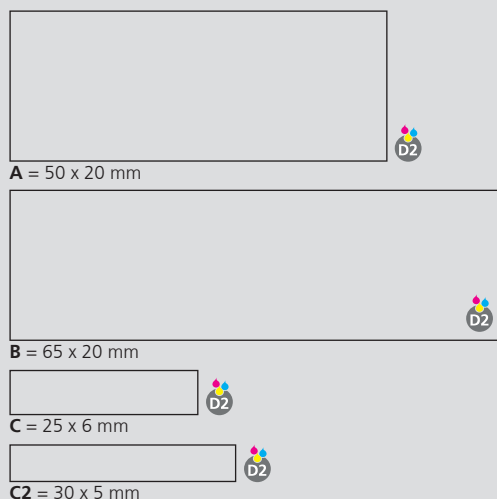 D2
A = 50 x 20 mm
D2
B = 65 x 20 mm
D2
C = 25 x 6 mm
D2
C2 = 30 x 5 mm